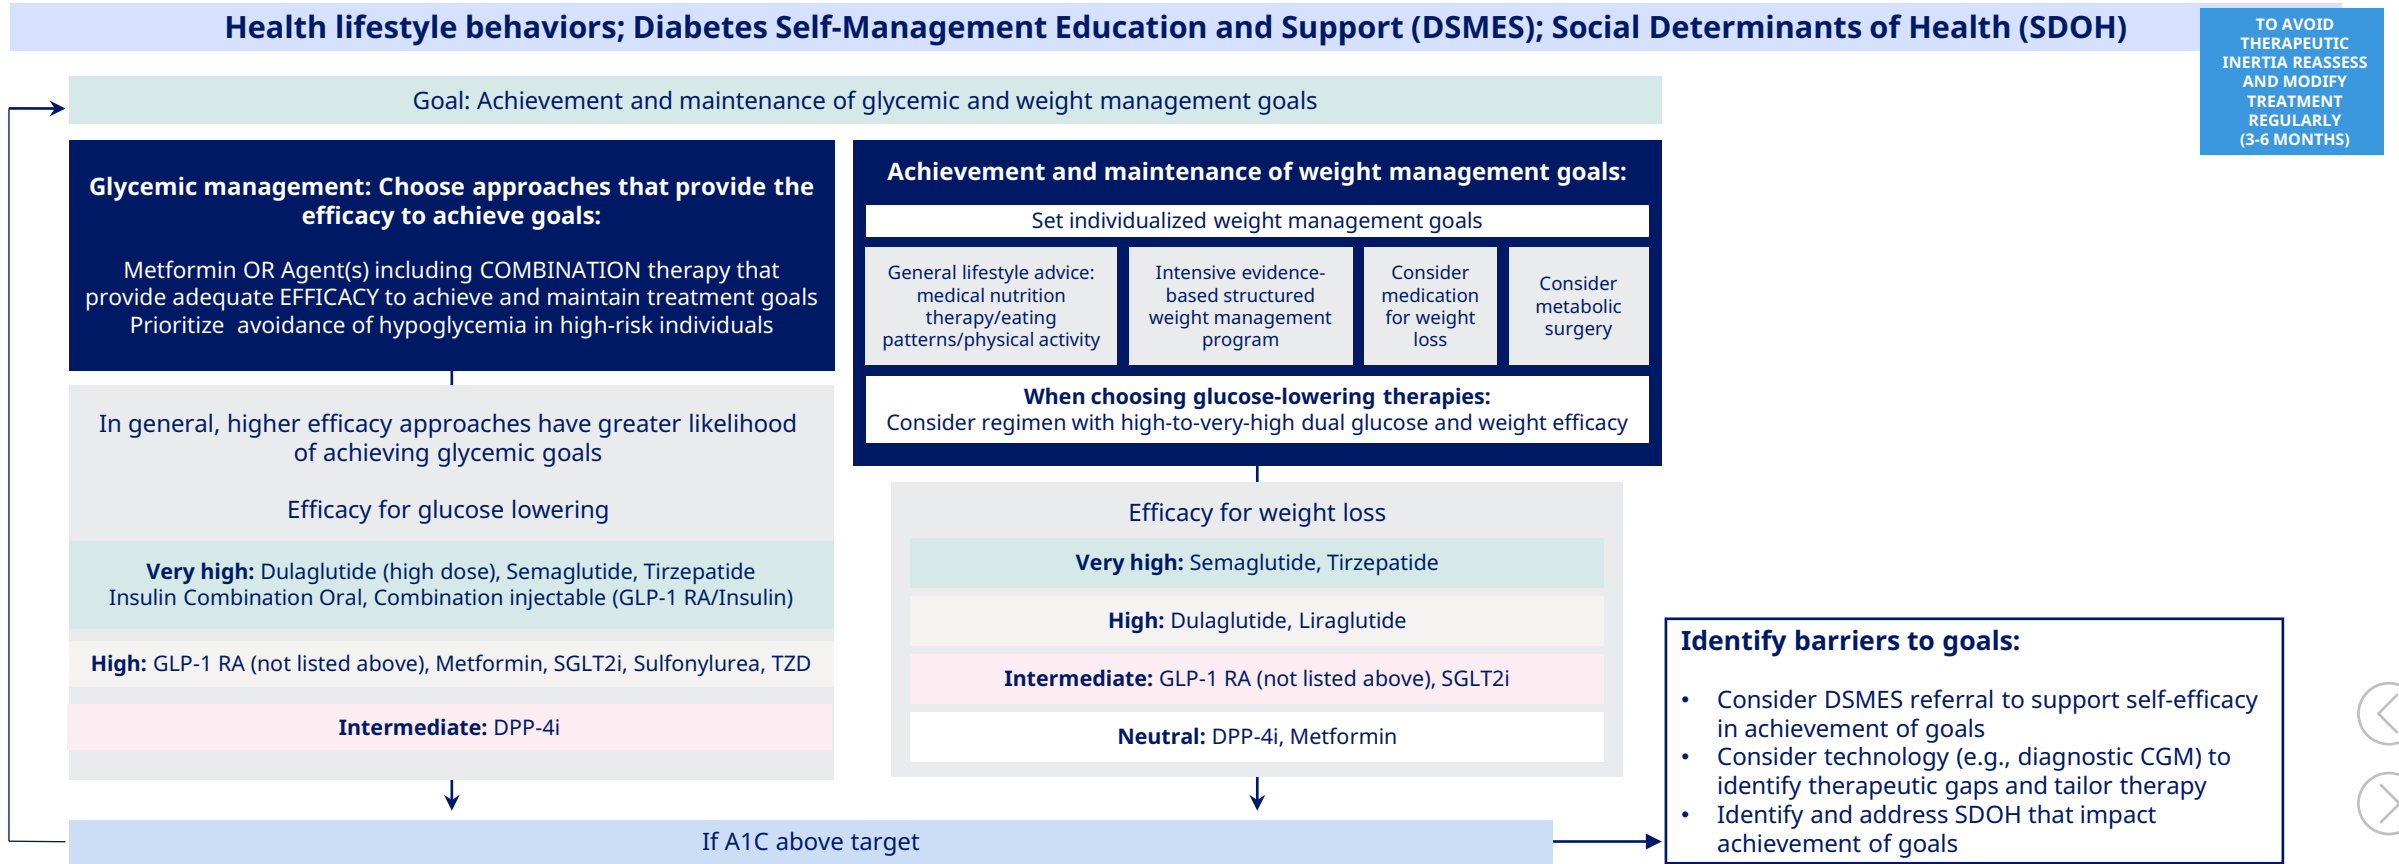 Health lifestyle behaviors; Diabetes Self-Management Education and Support (DSMES); Social Determinants of Health (SDOH)
TO AVOID
THERAPEUTIC
INERTIA REASSESS
AND MODIFY
TREATMENT
REGULARLY
(3-6 MONTHS)
Goal: Achievement and maintenance of glycemic and weight management goals
Glycemic management: Choose approaches that provide the
efficacy to achieve goals:
Metformin OR Agent(s) including COMBINATION therapy that
provide adequate EFFICACY to achieve and maintain treatment goals
Prioritize avoidance of hypoglycemia in high-risk individuals
In general, higher efficacy approaches have greater likelihood
of achieving glycemic goals
Efficacy for glucose lowering
Very high: Dulaglutide (high dose), Semaglutide, Tirzepatide
Insulin Combination Oral, Combination injectable (GLP-1 RA/Insulin)
High: GLP-1 RA (not listed above), Metformin, SGLT2i, Sulfonylurea, TZD
Intermediate: DPP-4i
Achievement and maintenance of weight management goals:
Set individualized weight management goals
General lifestyle advice:
medical nutrition
therapy/eating
patterns/physical activity
Intensive evidence-
based structured
weight management
program
Consider
medication
for weight
loss
Consider
metabolic
surgery
When choosing glucose-lowering therapies:
Consider regimen with high-to-very-high dual glucose and weight efficacy
Efficacy for weight loss
Very high: Semaglutide, Tirzepatide
High: Dulaglutide, Liraglutide
Intermediate: GLP-1 RA (not listed above), SGLT2i
Neutral: DPP-4i, Metformin
If A1C above target
Identify barriers to goals:
• Consider DSMES referral to support self-efficacy
in achievement of goals
• Consider technology (e.g., diagnostic CGM) to
identify therapeutic gaps and tailor therapy
• Identify and address SDOH that impact
achievement of goals